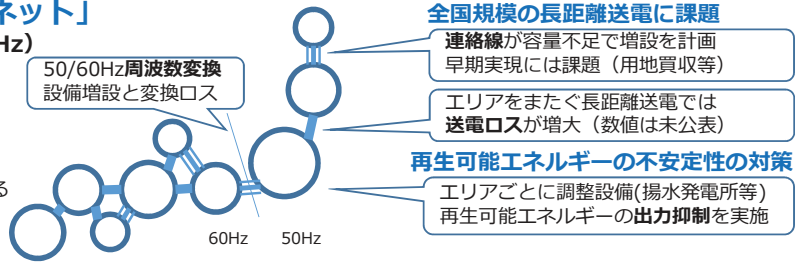 ネット」
Hz）
50/60Hz周波数変換
設備増設と変換ロス
る
60Hz
50Hz
全国規模の長距離送電に課題
連絡線が容量不足で増設を計画
早期実現には課題（用地買収等）
エリアをまたぐ長距離送電では
送電ロスが増大（数値は未公表）
再生可能エネルギーの不安定性の対策
エリアごとに調整設備(揚水発電所等)
再生可能エネルギーの出力抑制を実施